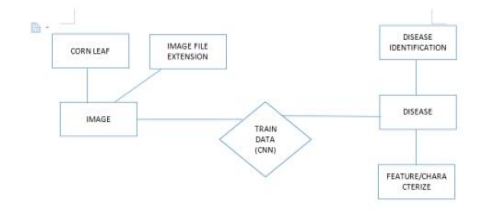 CORN LEAF
IMAGE FILE
EXTENSION
DISEASE
IDENTIFICATION
IMAGE
TRAIN
DATA
(CNN)
DISEASE
FEATURE/CHARA
CTERIZE